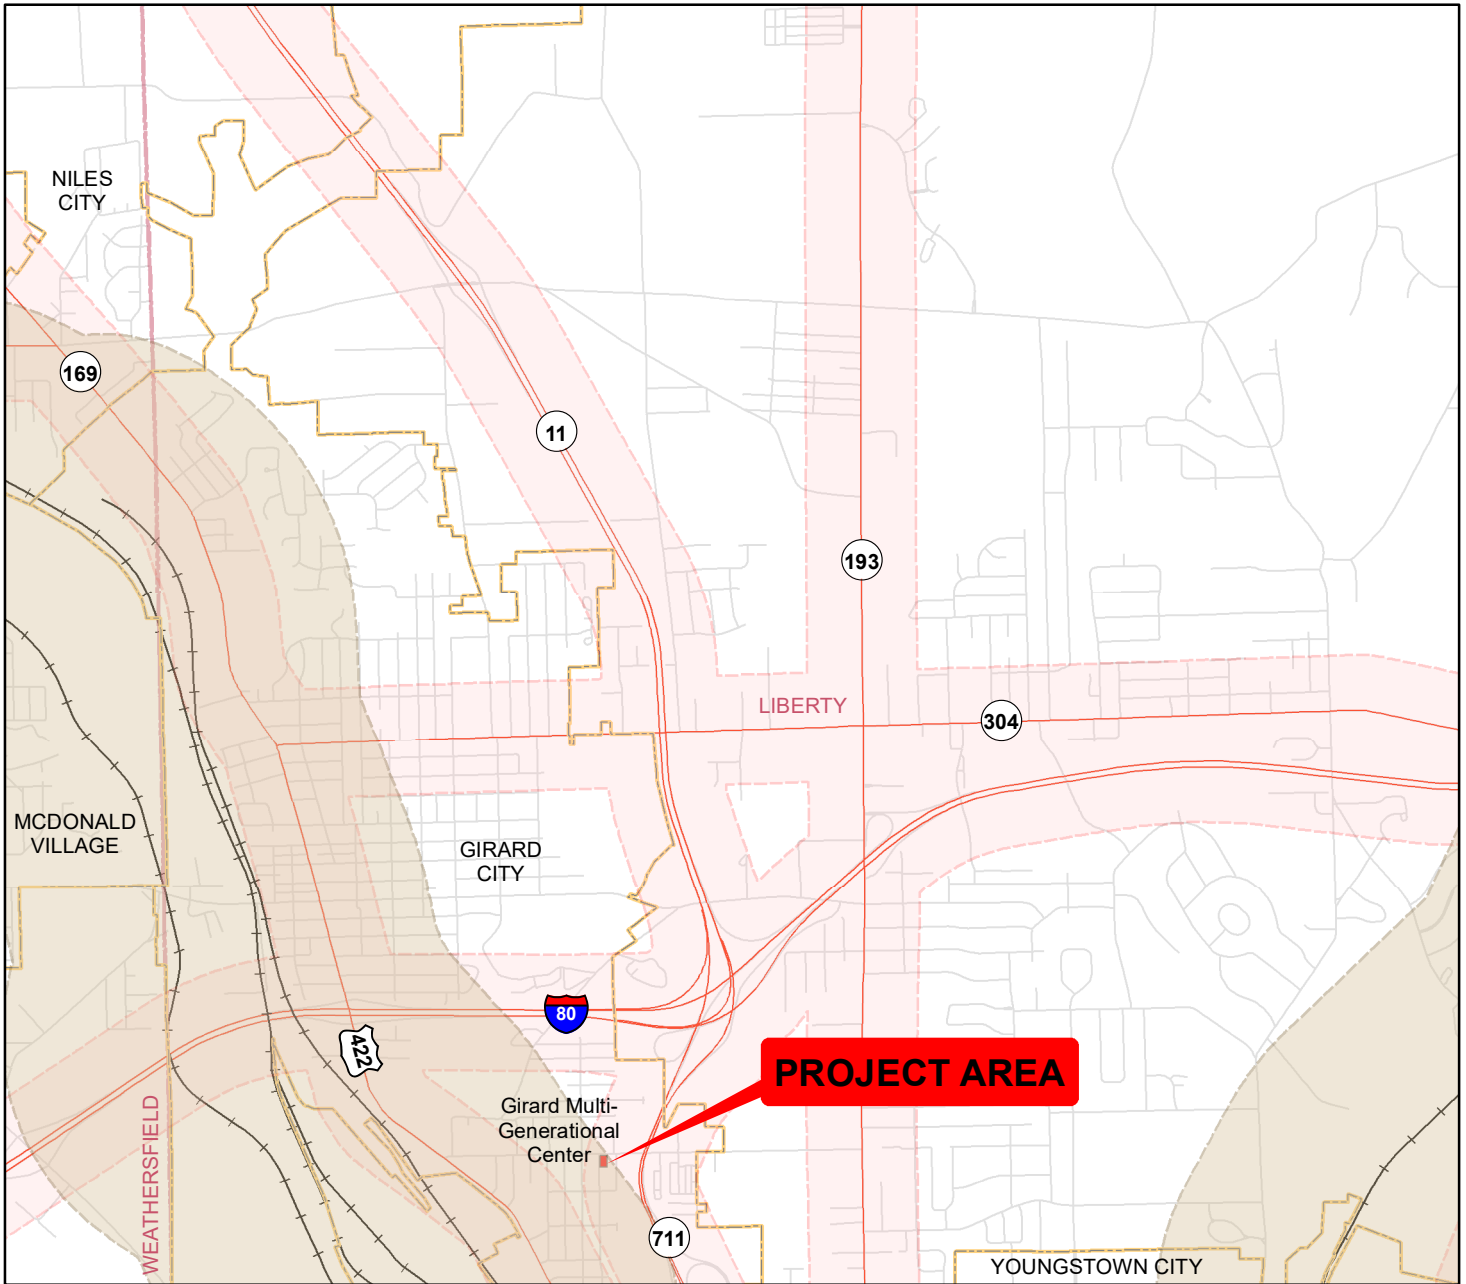 NILES
CITY
169
11
193
LIBERTY
304
MCDONALD
VILLAGE
GIRARD
CITY
80
422
PROJECT AREA
Girard Multi-
Generational
Center
WEATHERSFIELD
711
YOUNGSTOWN CITY